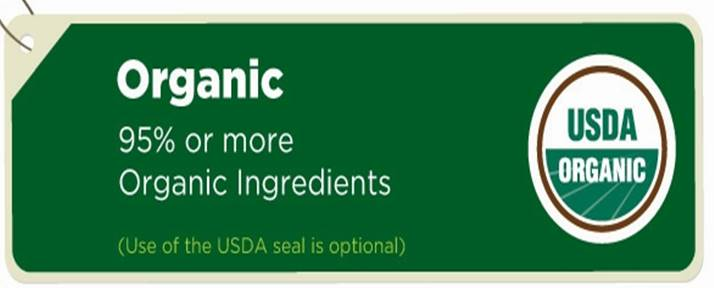 Organic
95% or more
Organic Ingredients
(Use of the USDA seal is optional)
USDA
ORGANIC